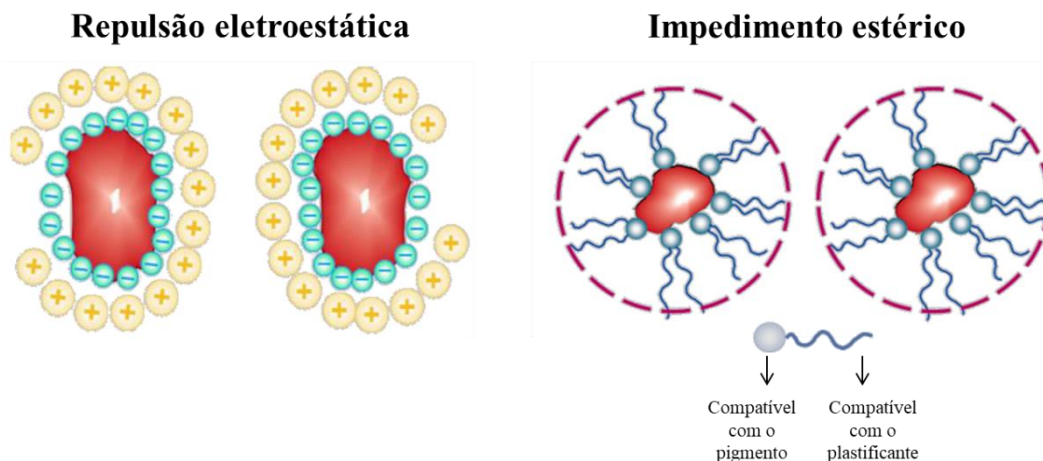 Repulsão eletroestática
Impedimento estérico
Compatível
com o
pigmento
Compatível
com o
plastificante